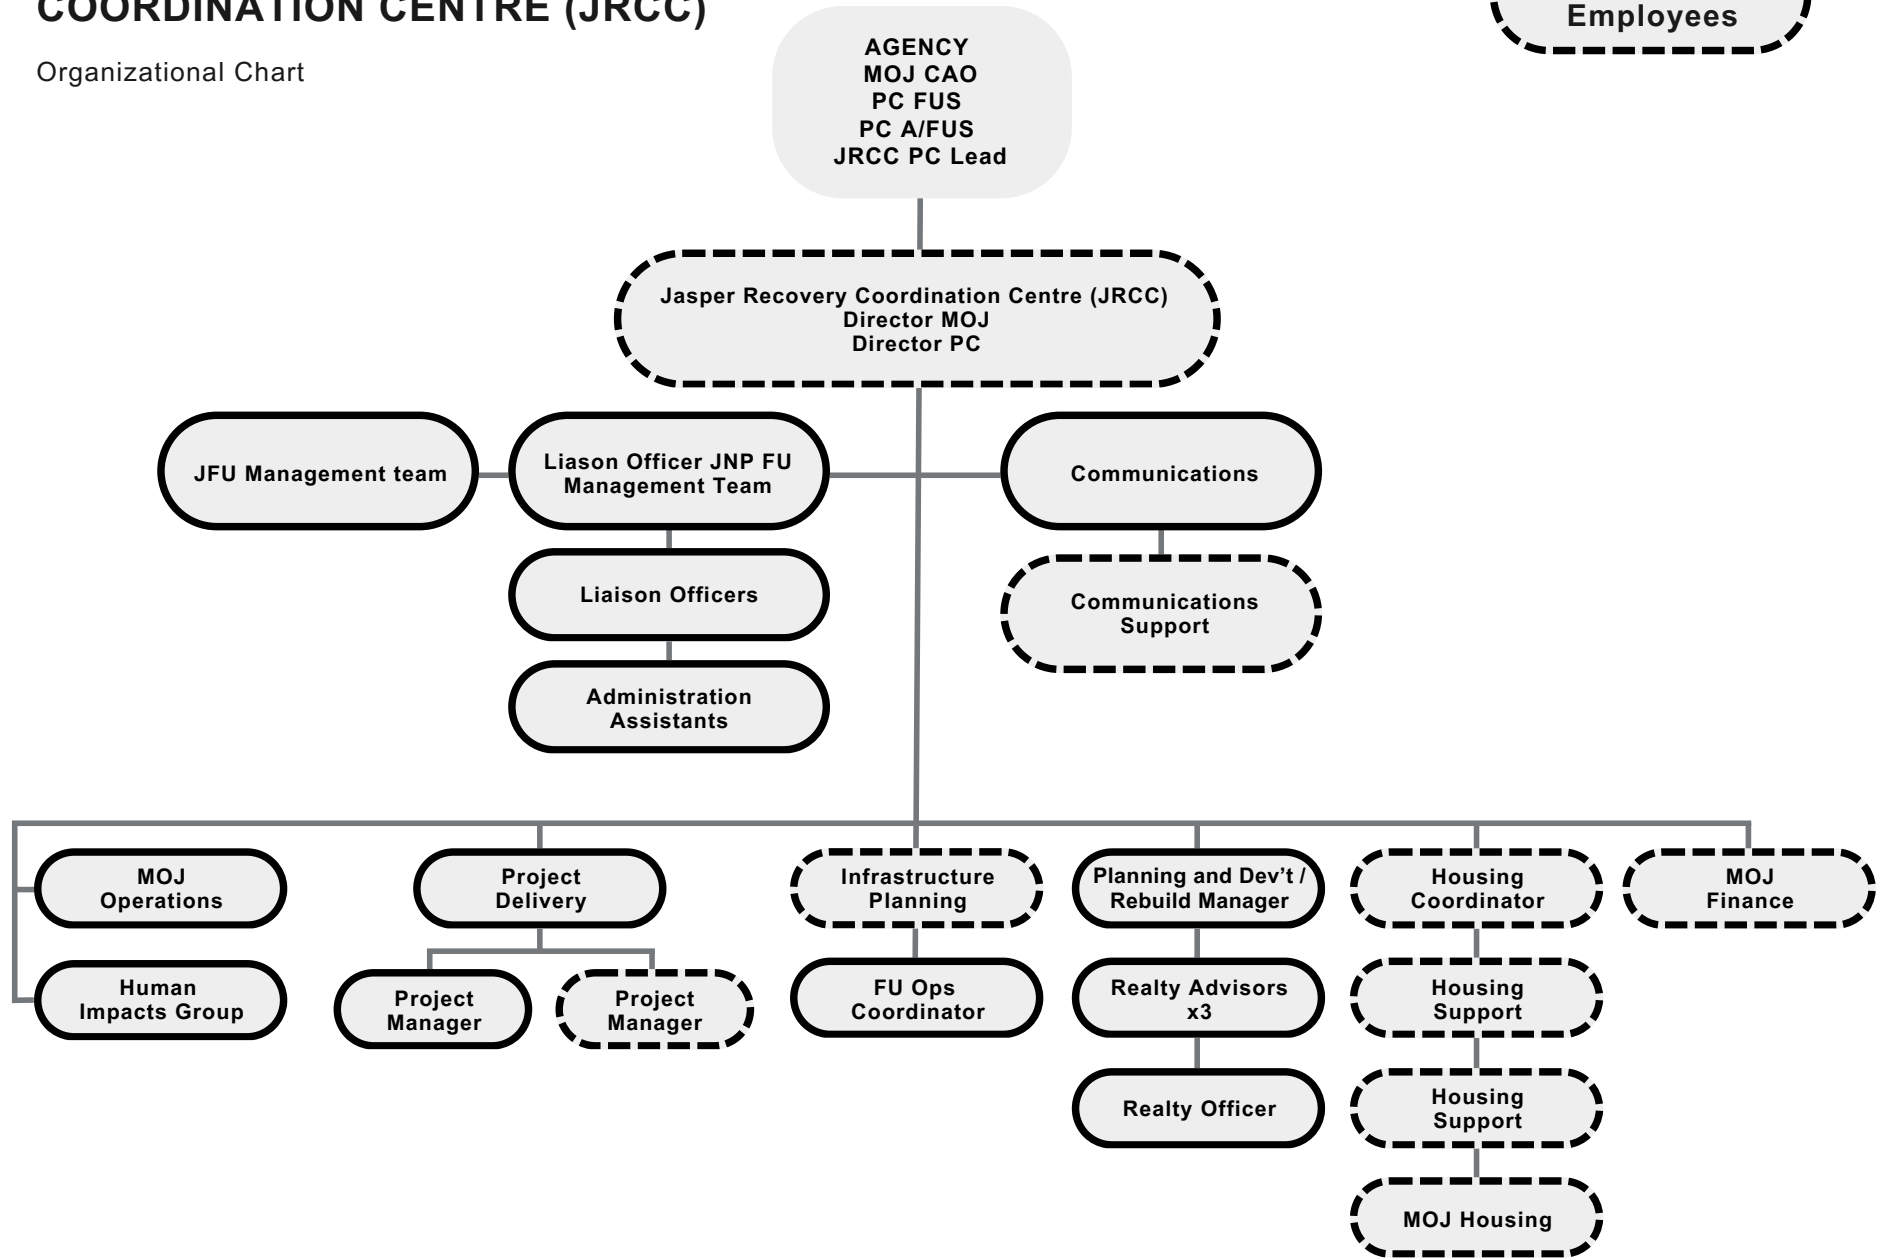 COORDINATION CENTRE (JRCC)
Organizational Chart
Employees
AGENCY
MOJ CAO
PC FUS
PC A/FUS
JRCC PC Lead
Jasper Recovery Coordination Centre (JRCC)
Director MOJ
Director PC
JFU Management team
Liason Officer JNP FU
Management Team
Communications
Liaison Officers
Communications
Support
Administration
Assistants
MOJ
Operations
Project
Delivery
Infrastructure
Planning
Planning and Dev’t /
Rebuild Manager
Housing
Coordinator
MOJ
Finance
Human
Impacts Group
Project
Manager
Project
Manager
FU Ops
Coordinator
Realty Advisors
x3
Housing
Support
Realty Officer
Housing
Support
MOJ Housing